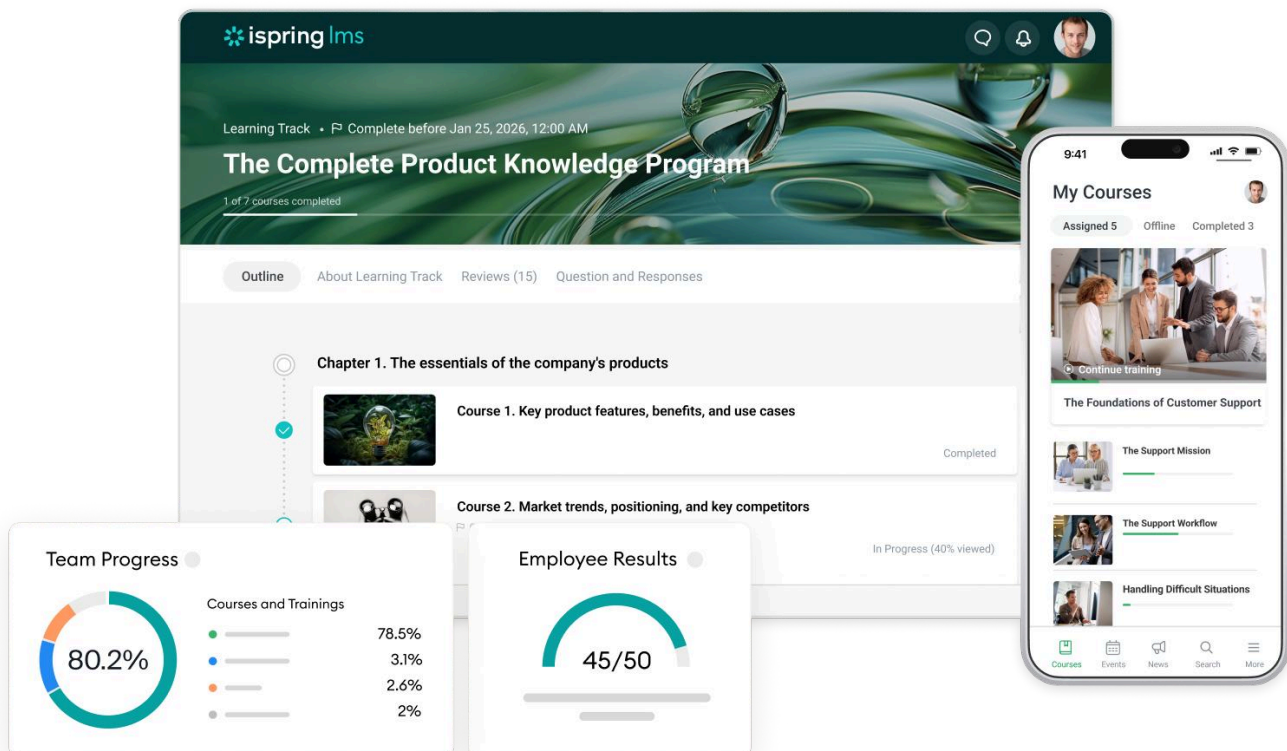 ispring lms
Learning Track • Complete before Jan 25, 2026, 12:00 AM
The Complete Product Knowledge Program
1 of 7 courses completed
Outline
About Learning Track
Reviews (15)
Question and Responses
Chapter 1. The essentials of the company's products
Course 1. Key product features, benefits, and use cases
Completed
Course 2. Market trends, positioning, and key competitors
In Progress (40% viewed)
Team Progress
80.2%
Courses and Trainings
78.5%
3.1%
2.6%
2%
Employee Results
45/50
9:41
My Courses
Assigned 5
Offline
Completed 3
Continue training
The Foundations of Customer Support
The Support Mission
The Support Workflow
Handling Difficult Situations
Courses
Events
News
Search
More